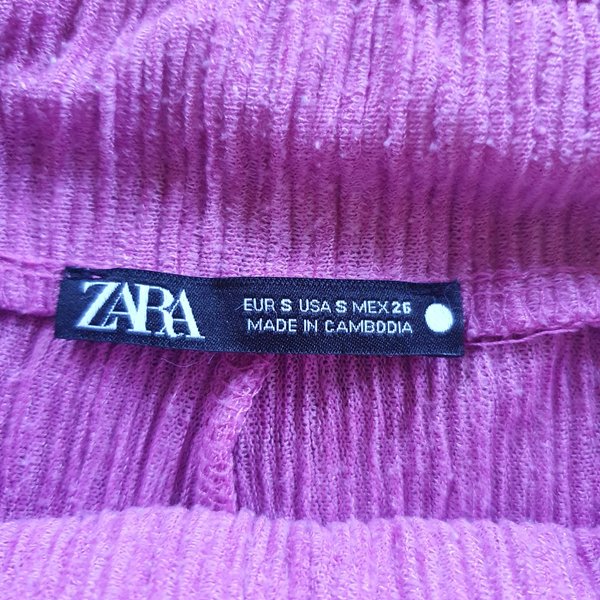 ZARA
EUR S USA S MEX 26
MADE IN CAMBODIA